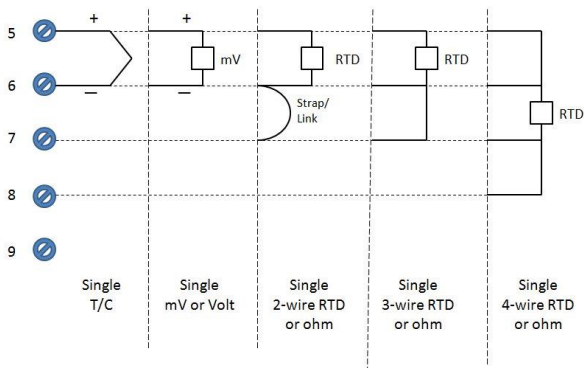 +
+
5
mV
RTD
RTD
6
—
—
Strap/
Link
RTD
7
8
9
Single
T/C
Single
mV or Volt
Single
2-wire RTD
or ohm
Single
3-wire RTD
or ohm
Single
4-wire RTD
or ohm